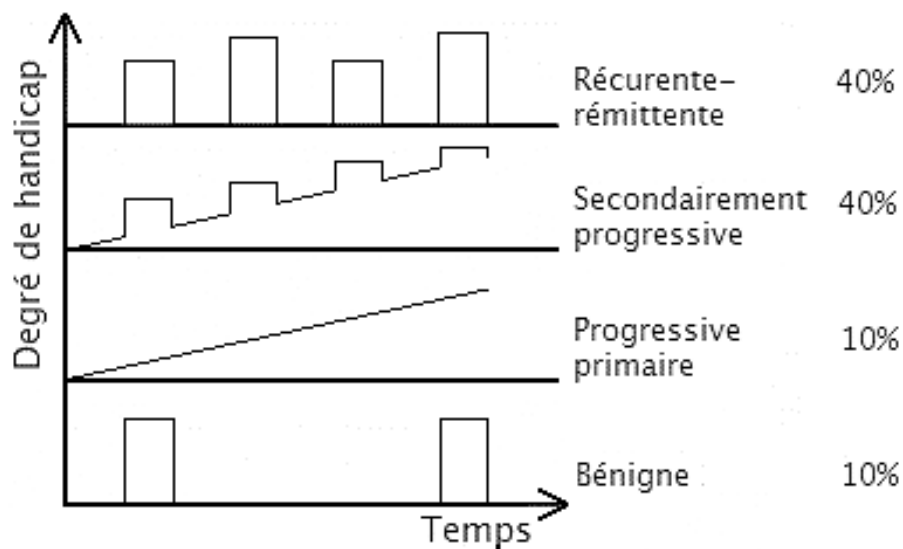 Degré de handicap
Récurente-
rémittente
40%
Secondairement
progressive
40%
Progressive
primaire
10%
Bénigne
10%
Temps